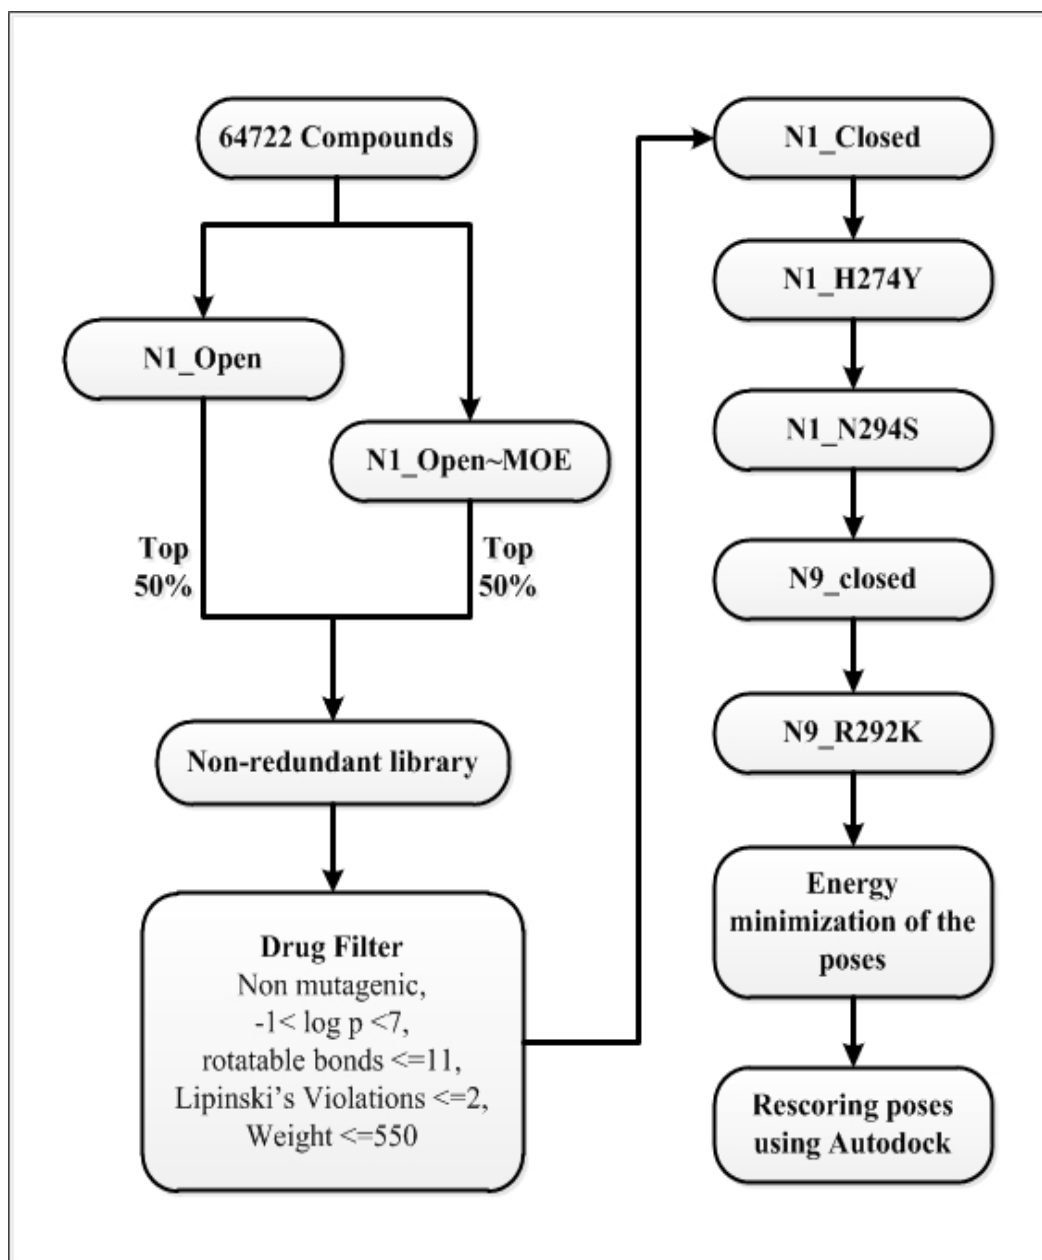 64722 Compounds
N1_Open
N1_Open~MOE
Top
50%
Top
50%
Non-redundant library
Drug Filter
Non mutagenic,
-1< log p <7,
rotatable bonds <=11,
Lipinski's Violations <=2,
Weight <=550
N1_Closed
N1_H274Y
N1_N294S
N9_closed
N9_R292K
Energy
minimization of the
poses
Rescoring poses
using Autodock